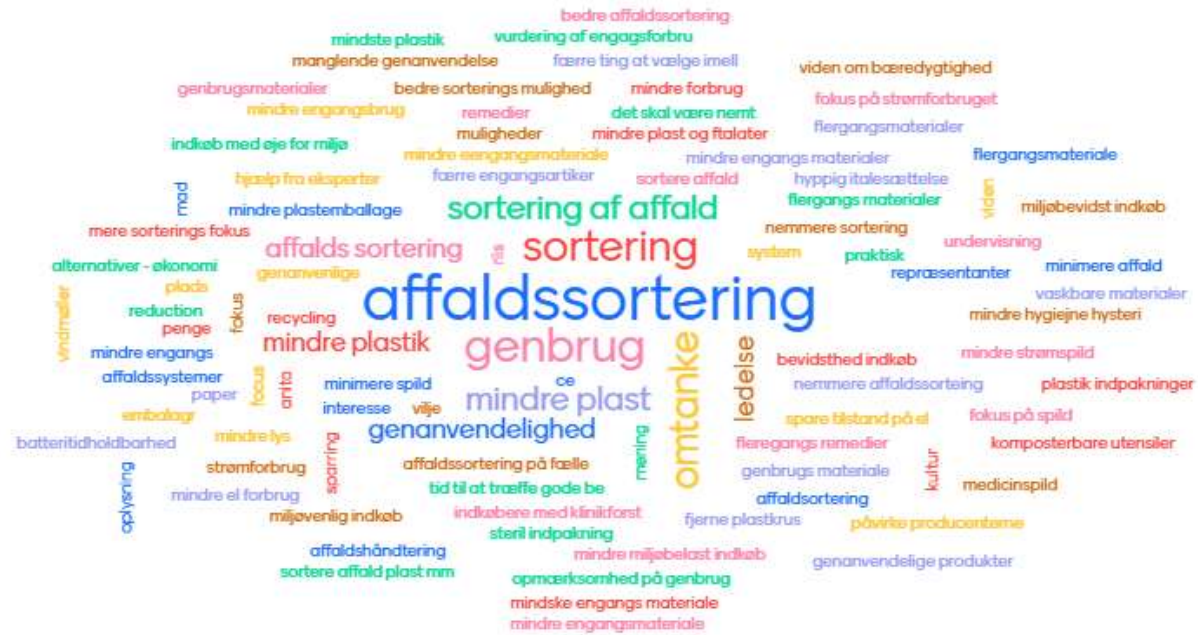 bedre affaldssortering
mindste plastik
vurdering af engagsforbru
manglende genanvendelse
færre ting at vælge imell
viden om bæredygtighed
genbrugsmaterialer
bedre sorterings mulighed
mindre forbrug
fokus på strømforbruget
mindre engangsbrug
remedier
det skal være nemt
flergangsmaterialer
muligheder
mindre plast og ftalater
indkøb med øje for miljø
mindre eengangsmateriale
mindre engangs materialer
flergangsmateriale
hjælp fra eksperter
færre engangsartiker
sortere affald
hyppig italesættelse
mad
mindre plastemballage
sortering af affald
flergangs materialer
viden
miljøbevidst indkøb
mere sorterings fokus
affalds sortering
sortering
nemmere sortering
undervisning
alternativer - økonomi
genanvenlige
system
praktisk
repræsentanter
minimere affald
plads
affaldssortering
vaskbare materialer
vindmøller
reduction
fokus
recycling
mindre hygiejne hysteri
penge
mindre plastik
genbrug
omtanke
ledelse
mindre engangs
bevidsthed indkøb
mindre strømspild
affaldssystemer
focus
anita
minimere spild
ce
nemmere affaldssorteing
plastik indpakninger
paper
interesse
vilje
mindre plast
embalagr
genanvendelighed
spare tilstand på el
fokus på spild
batteritidholdbarhed
mindre lys
mening
fleregangs remedier
komposterbare utensiler
strømforbrug
sparring
affaldssortering på fælle
genbrugs materiale
kultur
oplysning
mindre el forbrug
tid til at træffe gode be
affaldsortering
medicinspild
miljøvenlig indkøb
indkøbere med klinikforst
fjerne plastkrus
påvirke producenterne
steril indpakning
affaldshåndtering
mindre miljøbelast indkøb
genanvendelige produkter
sortere affald plast mm
opmærksomhed på genbrug
mindske engangs materiale
mindre engangsmateriale